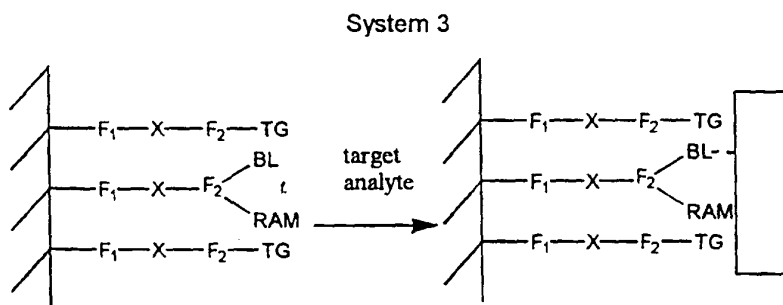 System 3
F₁—X—F₂—TG
BL
F₁—X—F₂
RAM
F₁—X—F₂—TG
target
analyte
F₁—X—F₂—TG
BL
F₁—X—F₂
RAM
F₁—X—F₂—TG